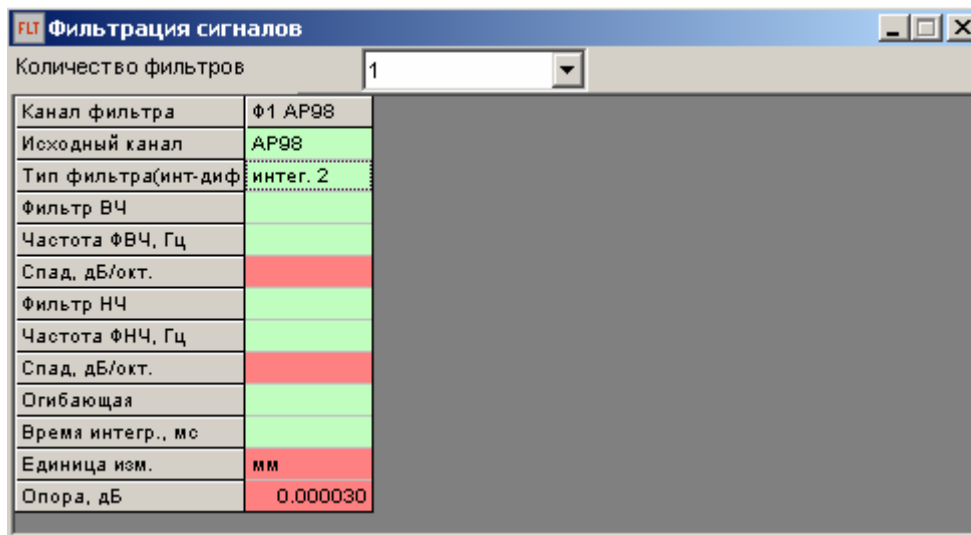 FLT Фильтрация сигналов
Количество фильтров 1
Канал фильтра Ф1 AP98
Исходный канал AP98
Тип фильтра(инт-диф интег. 2
Фильтр ВЧ
Частота ФВЧ, Гц
Спад, дБ/окт.
Фильтр НЧ
Частота ФНЧ, Гц
Спад, дБ/окт.
Огибающая
Время интегр., мс
Единица изм. мм
Опора, дБ 0.000030